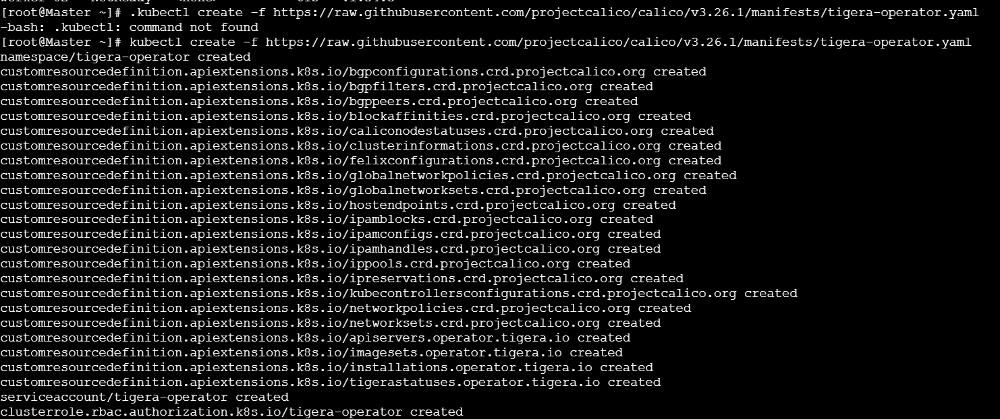 [root@Master ~]# .kubectl create -f https://raw.githubusercontent.com/projectcalico/calico/v3.26.1/manifests/tigera-operator.yaml
-bash: .kubectl: command not found
[root@Master ~]# kubectl create -f https://raw.githubusercontent.com/projectcalico/calico/v3.26.1/manifests/tigera-operator.yaml
namespace/tigera-operator created
customresourcedefinition.apiextensions.k8s.io/bgpconfigurations.crd.projectcalico.org created
customresourcedefinition.apiextensions.k8s.io/bgpfilters.crd.projectcalico.org created
customresourcedefinition.apiextensions.k8s.io/bgppeers.crd.projectcalico.org created
customresourcedefinition.apiextensions.k8s.io/blockaffinities.crd.projectcalico.org created
customresourcedefinition.apiextensions.k8s.io/caliconodestatuses.crd.projectcalico.org created
customresourcedefinition.apiextensions.k8s.io/clusterinformations.crd.projectcalico.org created
customresourcedefinition.apiextensions.k8s.io/felixconfigurations.crd.projectcalico.org created
customresourcedefinition.apiextensions.k8s.io/globalnetworkpolicies.crd.projectcalico.org created
customresourcedefinition.apiextensions.k8s.io/globalnetworksets.crd.projectcalico.org created
customresourcedefinition.apiextensions.k8s.io/hostendpoints.crd.projectcalico.org created
customresourcedefinition.apiextensions.k8s.io/ipamblocks.crd.projectcalico.org created
customresourcedefinition.apiextensions.k8s.io/ipamconfigs.crd.projectcalico.org created
customresourcedefinition.apiextensions.k8s.io/ipamhandles.crd.projectcalico.org created
customresourcedefinition.apiextensions.k8s.io/ippools.crd.projectcalico.org created
customresourcedefinition.apiextensions.k8s.io/ipreservations.crd.projectcalico.org created
customresourcedefinition.apiextensions.k8s.io/kubecontrollersconfigurations.crd.projectcalico.org created
customresourcedefinition.apiextensions.k8s.io/networkpolicies.crd.projectcalico.org created
customresourcedefinition.apiextensions.k8s.io/networksets.crd.projectcalico.org created
customresourcedefinition.apiextensions.k8s.io/apiservers.operator.tigera.io created
customresourcedefinition.apiextensions.k8s.io/imagesets.operator.tigera.io created
customresourcedefinition.apiextensions.k8s.io/installations.operator.tigera.io created
customresourcedefinition.apiextensions.k8s.io/tigerastatuses.operator.tigera.io created
serviceaccount/tigera-operator created
clusterrole.rbac.authorization.k8s.io/tigera-operator created